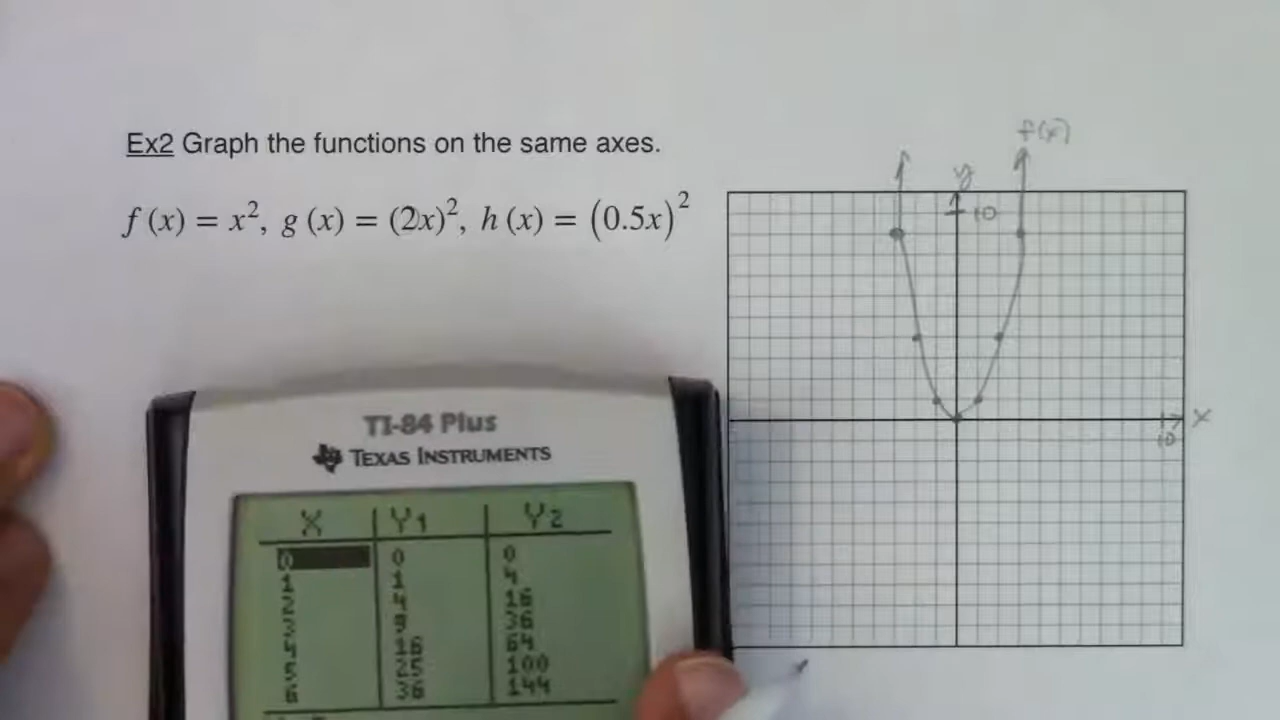 Ex2 Graph the functions on the same axes.
f(x) = x², g(x) = (2x)², h(x) = (0.5x)²
f(x)
y
10
x
10
TI-84 Plus
TEXAS INSTRUMENTS
X Y1 Y2
0 0 0
1 1 4
2 4 16
3 9 36
4 16 64
5 25 100
6 36 144